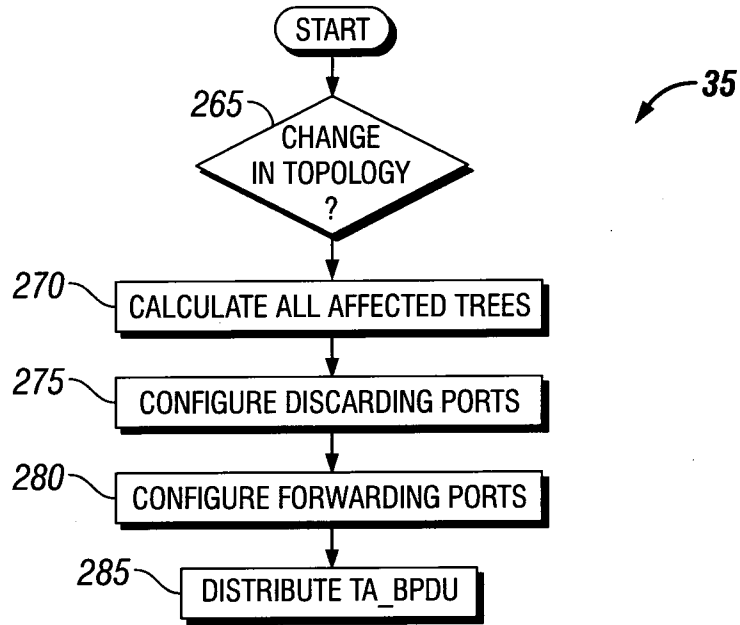 START
35
265
CHANGE
IN TOPOLOGY
?
270
CALCULATE ALL AFFECTED TREES
275
CONFIGURE DISCARDING PORTS
280
CONFIGURE FORWARDING PORTS
285
DISTRIBUTE TA_BPDU